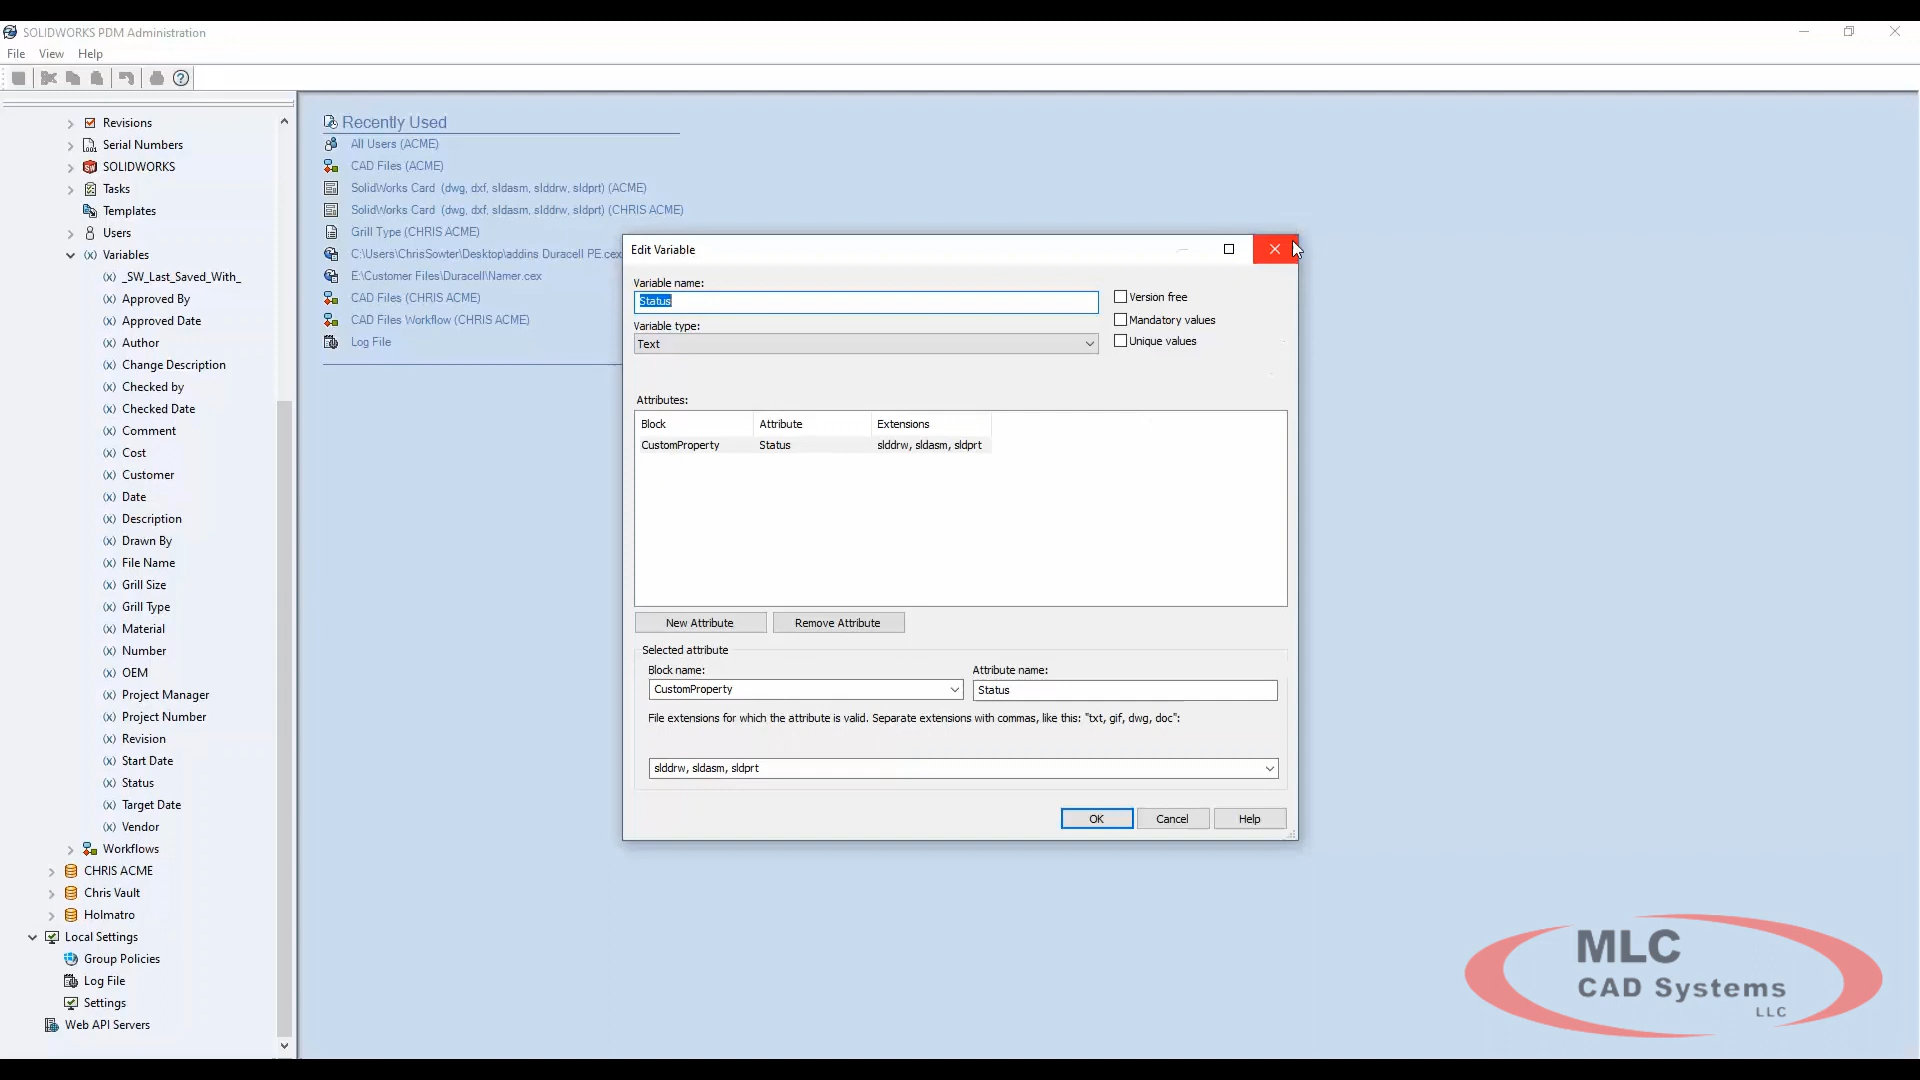 SOLIDWORKS PDM Administration
File View Help
Revisions
Serial Numbers
SOLIDWORKS
Tasks
Templates
Users
(x) Variables
(x) _SW_Last_Saved_With_
(x) Approved By
(x) Approved Date
(x) Author
(x) Change Description
(x) Checked by
(x) Checked Date
(x) Comment
(x) Cost
(x) Customer
(x) Date
(x) Description
(x) Drawn By
(x) File Name
(x) Grill Size
(x) Grill Type
(x) Material
(x) Number
(x) OEM
(x) Project Manager
(x) Project Number
(x) Revision
(x) Start Date
(x) Status
(x) Target Date
(x) Vendor
Workflows
CHRIS ACME
Chris Vault
Holmatro
Local Settings
Group Policies
Log File
Settings
Web API Servers
Recently Used
All Users (ACME)
CAD Files (ACME)
SolidWorks Card (dwg, dxf, sldasm, slddrw, sldprt) (ACME)
SolidWorks Card (dwg, dxf, sldasm, slddrw, sldprt) (CHRIS ACME)
Grill Type (CHRIS ACME)
C:\Users\ChrisSowter\Desktop\addins Duracell PE.cex
E:\Customer Files\Duracell\Namer.cex
CAD Files (CHRIS ACME)
CAD Files Workflow (CHRIS ACME)
Log File
Edit Variable
Variable name:
Status
Variable type:
Text
Version free
Mandatory values
Unique values
Attributes:
Block Attribute Extensions
CustomProperty Status slddrw, sldasm, sldprt
New Attribute Remove Attribute
Selected attribute
Block name: Attribute name:
CustomProperty Status
File extensions for which the attribute is valid. Separate extensions with commas, like this: "txt, gif, dwg, doc":
slddrw, sldasm, sldprt
OK Cancel Help
MLC
CAD Systems
LLC